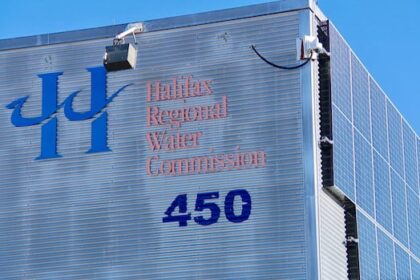 Halifax
Regional
Water
Commission
450